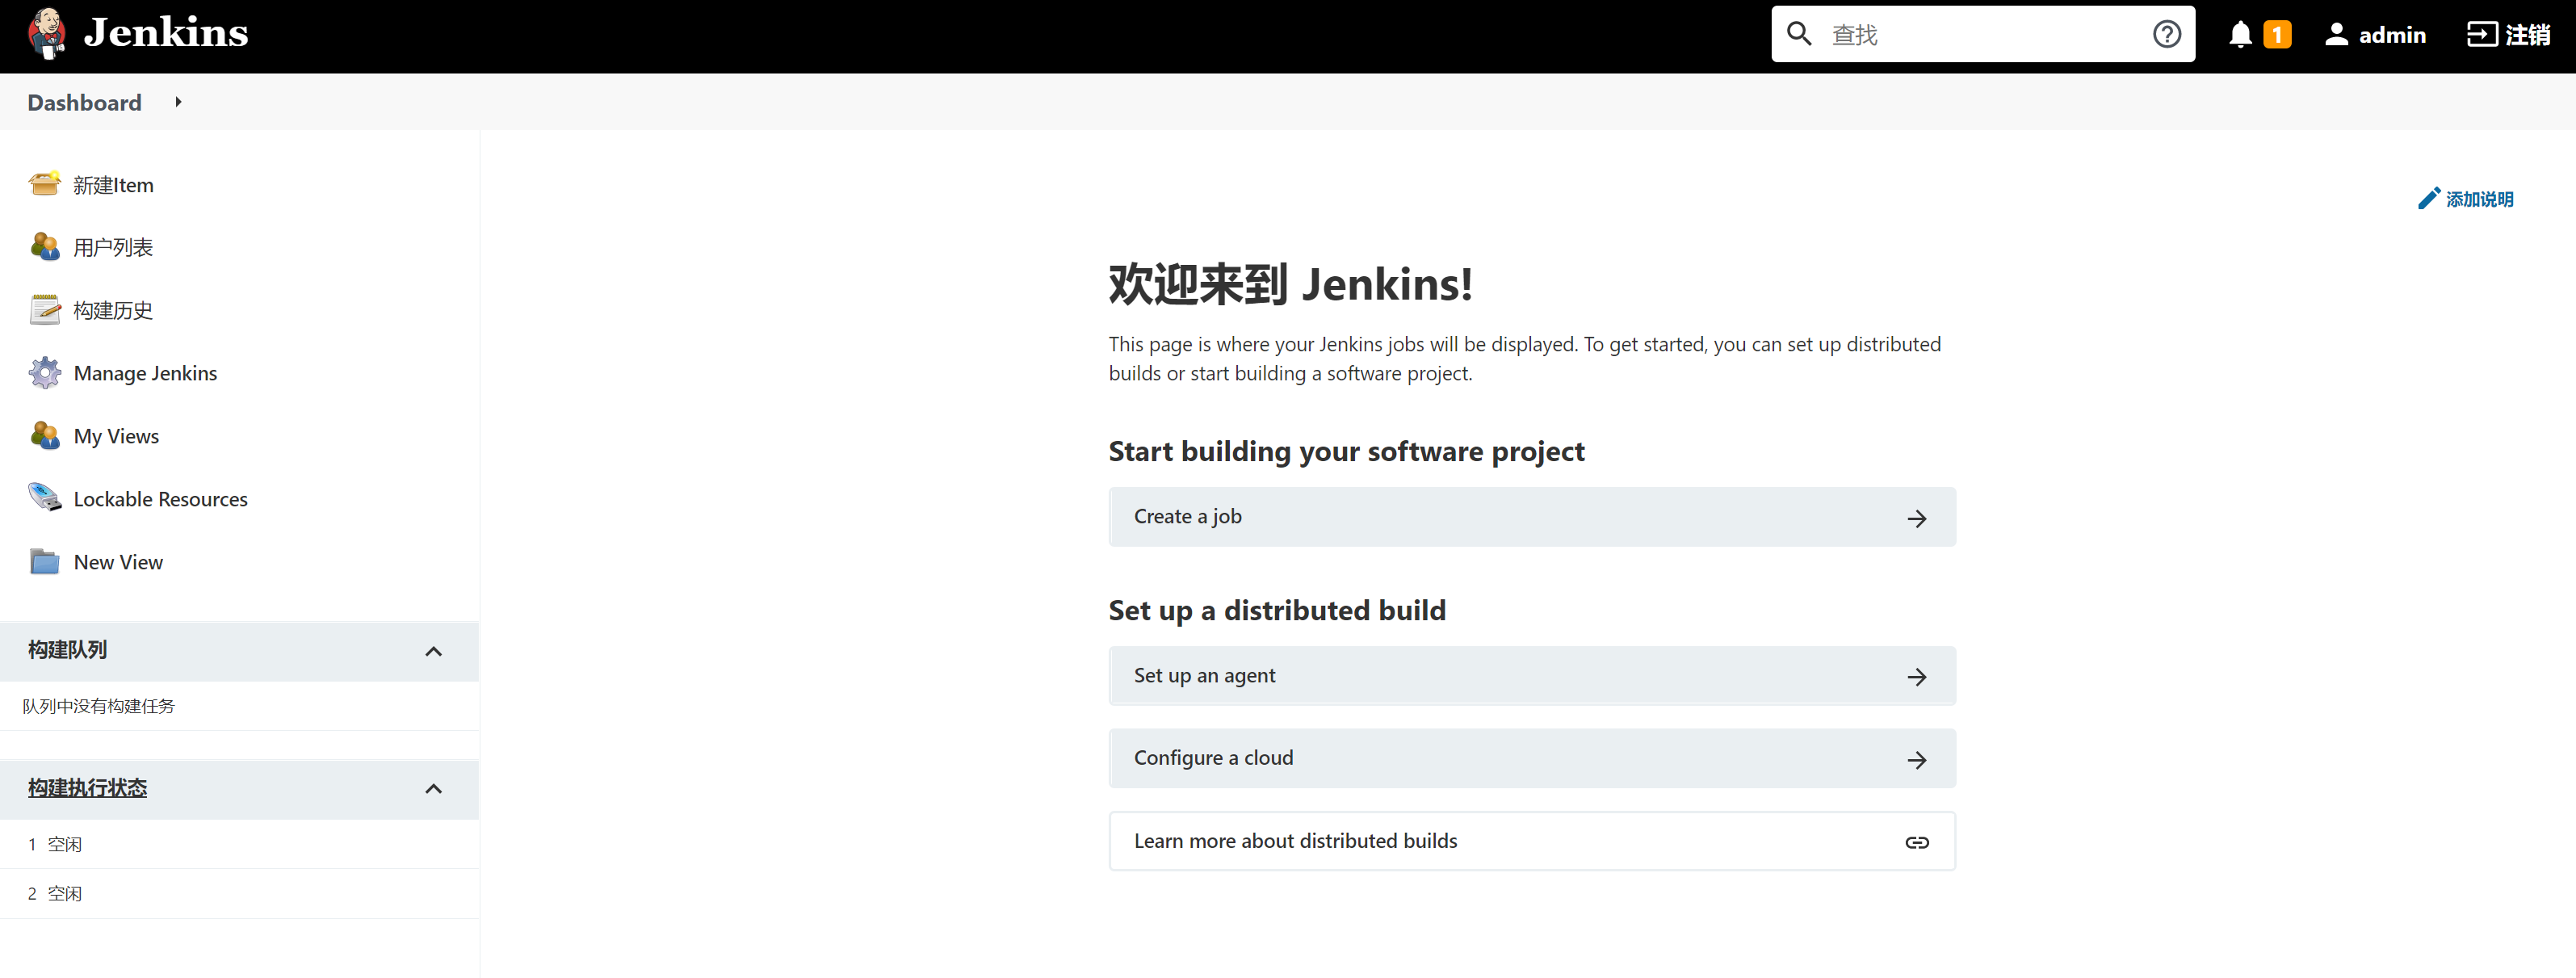 Jenkins
查找
1
admin
注销
Dashboard
新建Item
用户列表
构建历史
Manage Jenkins
My Views
Lockable Resources
New View
构建队列
队列中没有构建任务
构建执行状态
1 空闲
2 空闲
添加说明
欢迎来到 Jenkins!
This page is where your Jenkins jobs will be displayed. To get started, you can set up distributed
builds or start building a software project.
Start building your software project
Create a job
Set up a distributed build
Set up an agent
Configure a cloud
Learn more about distributed builds